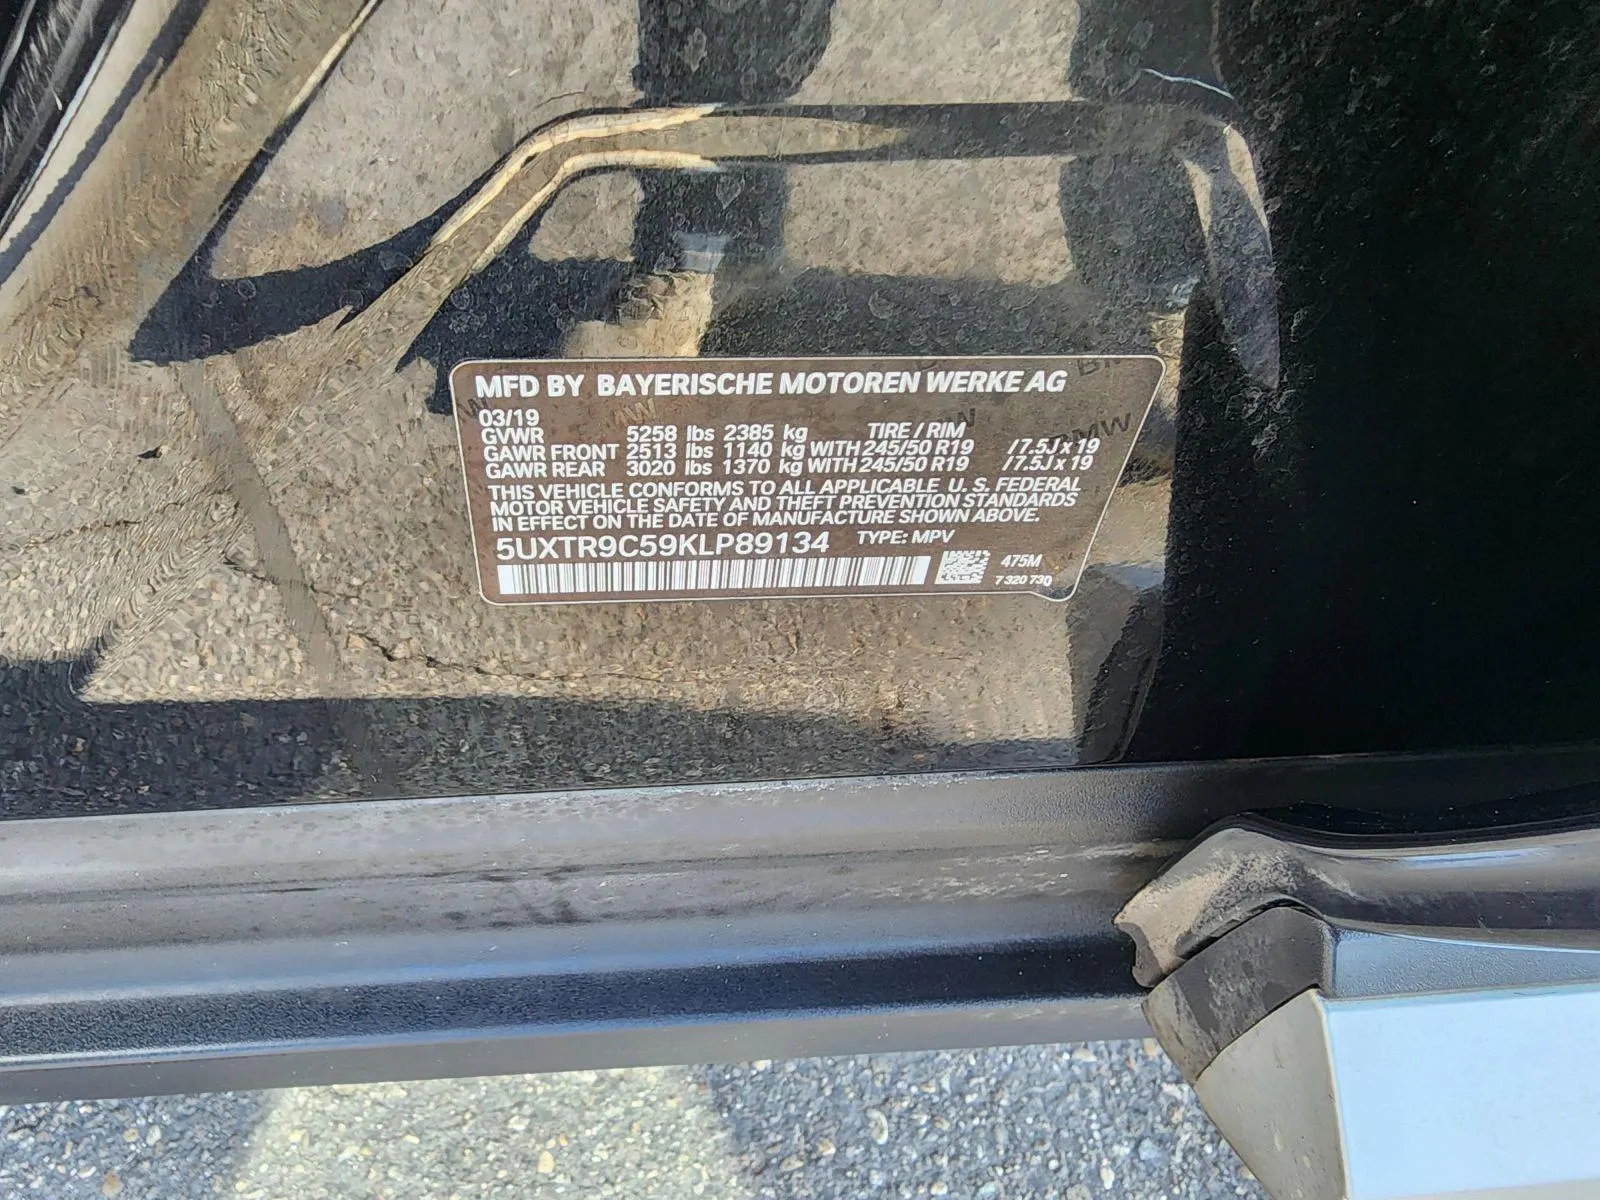 MFD BY BAYERISCHE MOTOREN WERKE AG
03/19
GVWR 5258 lbs 2385 kg TIRE / RIM
GAWR FRONT 2513 lbs 1140 kg WITH 245/50 R19 / 7.5J x 19
GAWR REAR 3020 lbs 1370 kg WITH 245/50 R19 / 7.5J x 19
THIS VEHICLE CONFORMS TO ALL APPLICABLE U. S. FEDERAL
MOTOR VEHICLE SAFETY AND THEFT PREVENTION STANDARDS
IN EFFECT ON THE DATE OF MANUFACTURE SHOWN ABOVE.
5UXTR9C59KLP89134 TYPE: MPV
475M
7 320 730